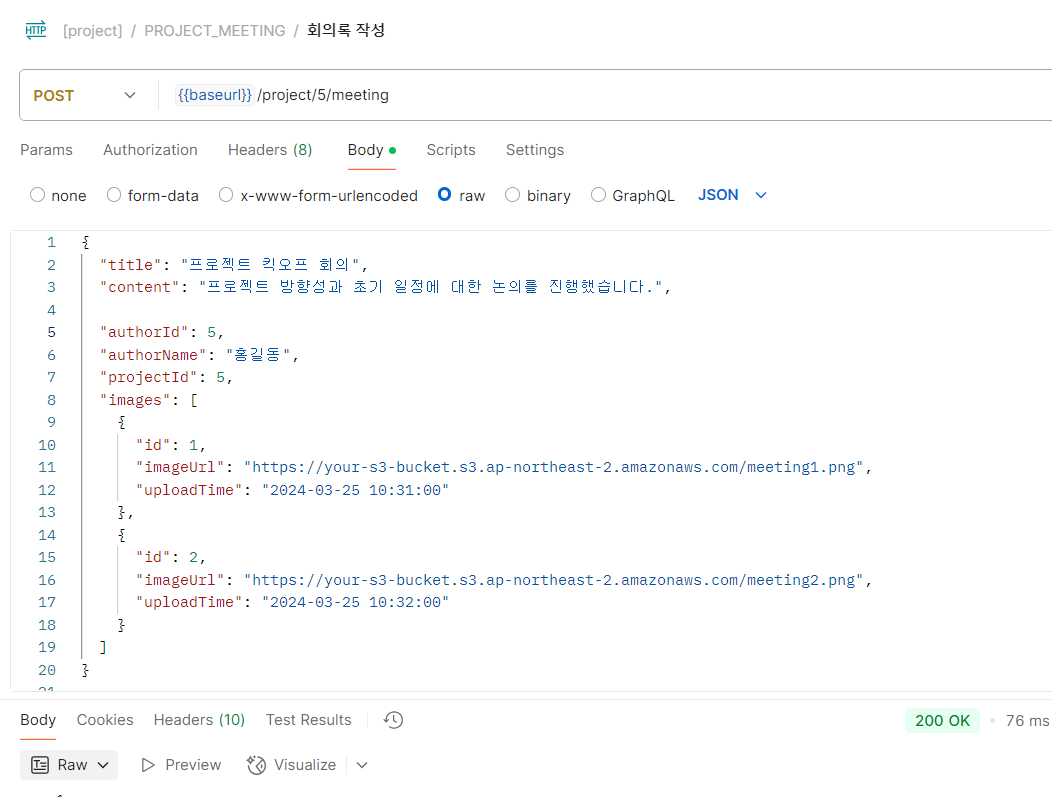 HTTP [project] / PROJECT_MEETING / 회의록 작성
POST {{baseurl}} /project/5/meeting
Params Authorization Headers (8) Body Scripts Settings
none form-data x-www-form-urlencoded raw binary GraphQL JSON
1 {
2 "title": "프로젝트 킥오프 회의",
3 "content": "프로젝트 방향성과 초기 일정에 대한 논의를 진행했습니다.",
4
5 "authorId": 5,
6 "authorName": "홍길동",
7 "projectId": 5,
8 "images": [
9 {
10 "id": 1,
11 "imageUrl": "https://your-s3-bucket.s3.ap-northeast-2.amazonaws.com/meeting1.png",
12 "uploadTime": "2024-03-25 10:31:00"
13 },
14 {
15 "id": 2,
16 "imageUrl": "https://your-s3-bucket.s3.ap-northeast-2.amazonaws.com/meeting2.png",
17 "uploadTime": "2024-03-25 10:32:00"
18 }
19 ]
20 }
21
Body Cookies Headers (10) Test Results 200 OK 76 ms
Raw Preview Visualize